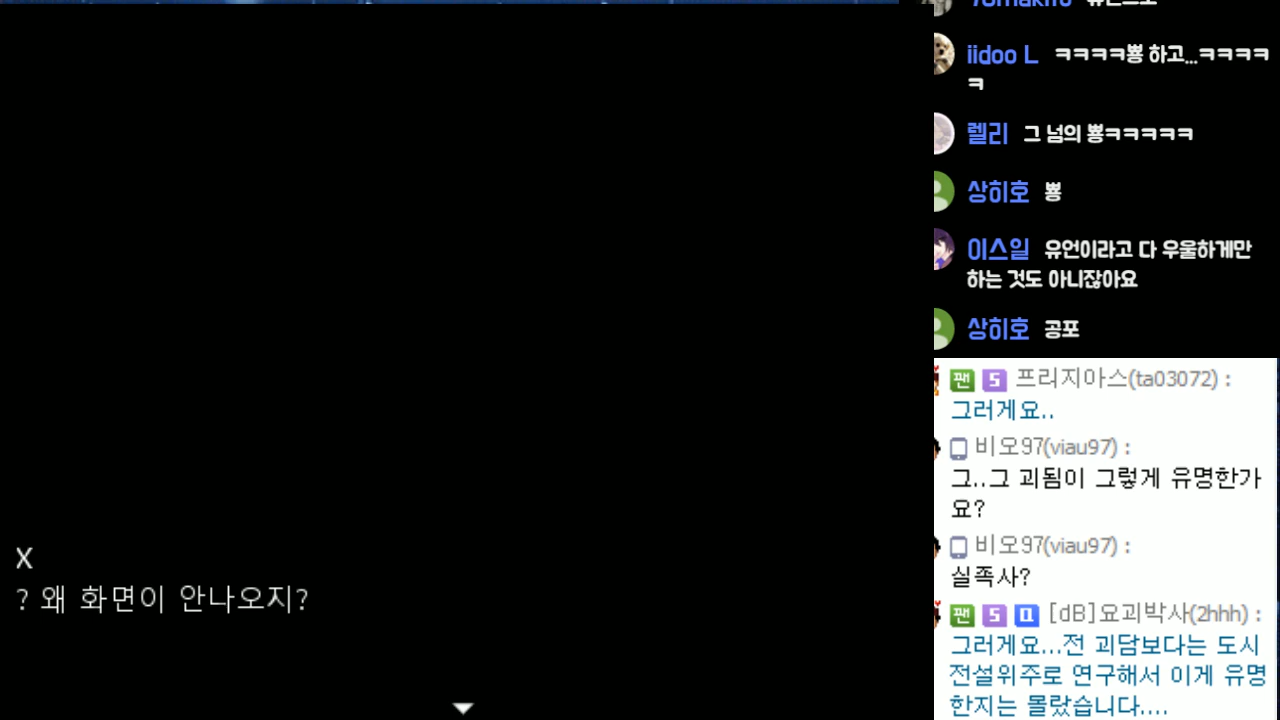 X
? 왜 화면이 안나오지?
iidoo L ㅋㅋㅋㅋ뿅 하고...ㅋㅋㅋㅋ
ㅋ
렐리 그 넘의 뿅ㅋㅋㅋㅋㅋ
상히호 뿅
이스일 유언이라고 다 우울하게만
하는 것도 아니잖아요
상히호 공포
팬 S 프리지아스(ta03072) :
그러게요..
비오97(viau97) :
그..그 괴됨이 그렇게 유명한가
요?
비오97(viau97) :
실족사?
팬 S [dB]요괴박사(2hhh) :
그러게요...전 괴담보다는 도시
전설위주로 연구해서 이게 유명
한지는 몰랐습니다....